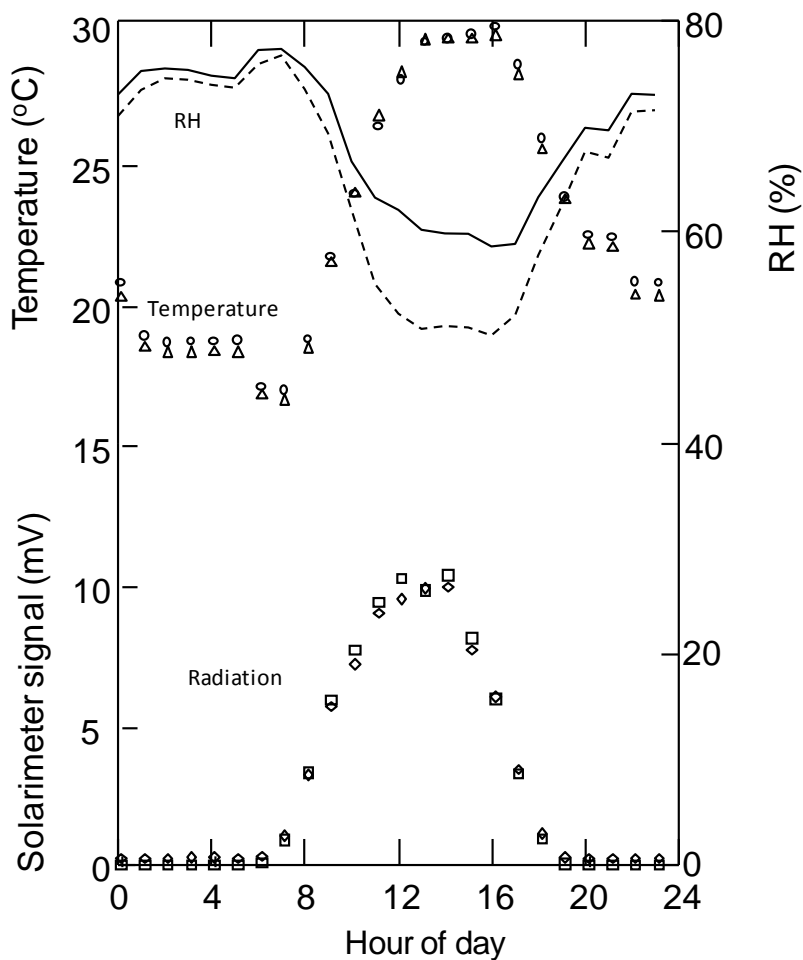 30
25
20
15
10
5
0
Temperature (°C)
Solarimeter signal (mV)
RH
Temperature
Radiation
80
60
40
20
0
RH (%)
0 4 8 12 16 20 24
Hour of day